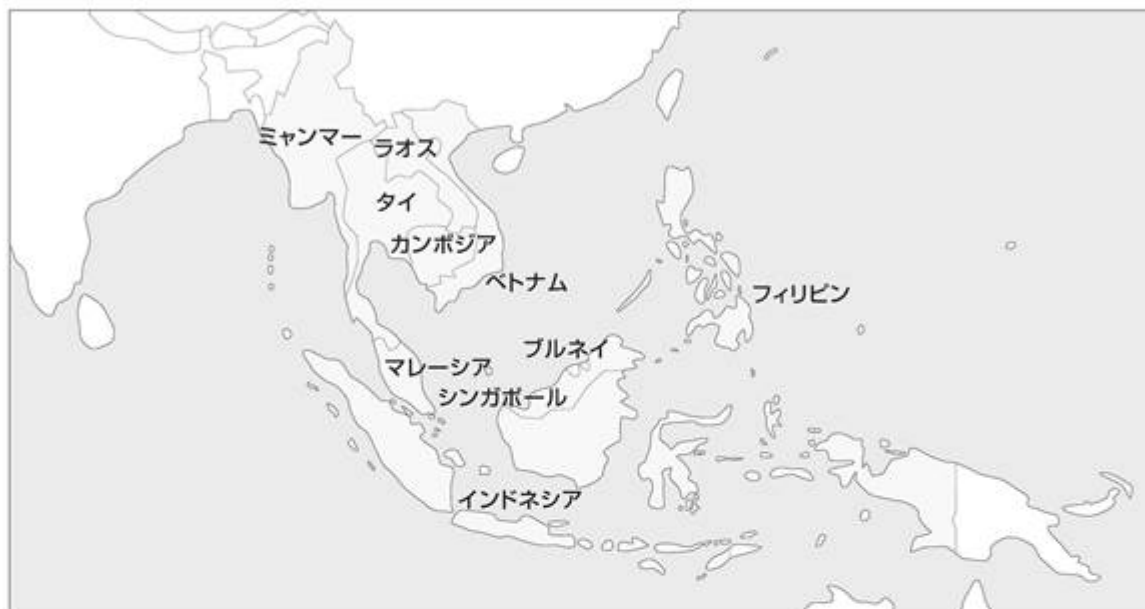 ミャンマー
ラオス
タイ
カンボジア
ベトナム
フィリピン
ブルネイ
マレーシア
シンガポール
インドネシア